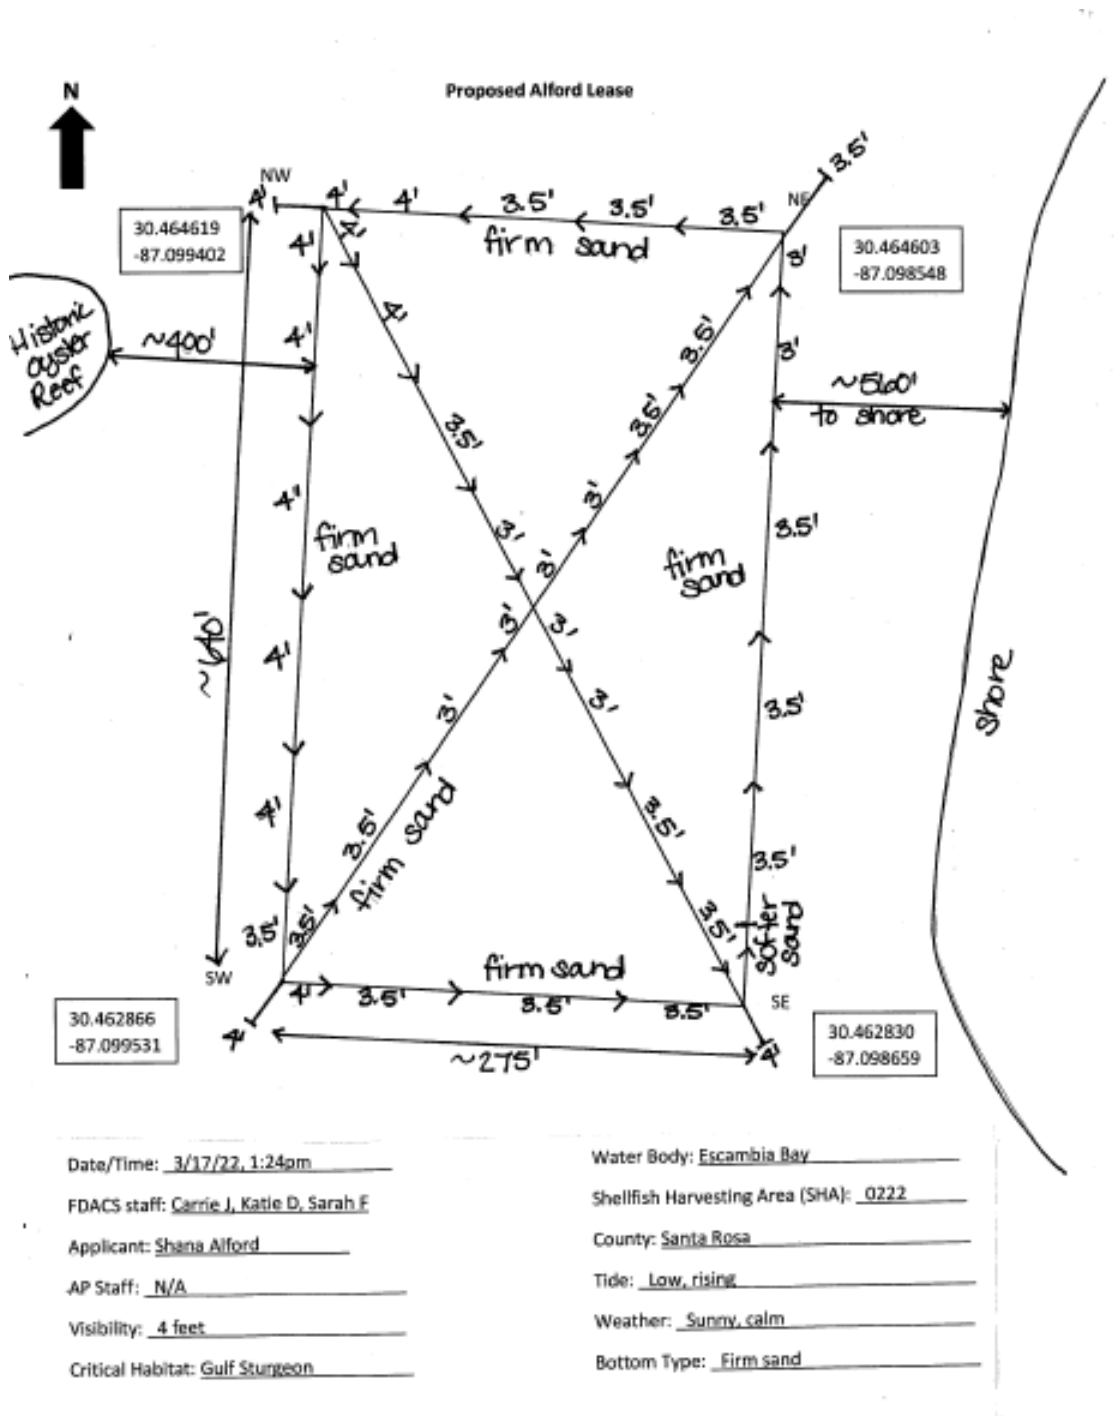 N
Proposed Alford Lease
3.5'
NW
NE
4' 4' 4' 3.5' 3.5' 3.5'
firm sand
30.464619
-87.099402
4' 4'
3'
30.464603
-87.098548
Historic
oyster
Reef
~400'
4'
4'
3.5'
3'
~560'
to shore
3.5'
3.5'
4'
3'
3'
3.5'
firm
sand
firm
sand
3'
~640'
4'
3'
3'
shore
3'
3'
3.5'
4'
3.5'
3.5'
3.5'
firm sand
3.5'
3.5'
3.5'
softer
sand
SW
firm sand
SE
4' 3.5' 3.5' 3.5'
30.462866
-87.099531
4'
~275'
4'
30.462830
-87.098659
Date/Time: 3/17/22, 1:24pm
FDACS staff: Carrie J, Katie D, Sarah F
Applicant: Shana Alford
AP Staff: N/A
Visibility: 4 feet
Critical Habitat: Gulf Sturgeon
Water Body: Escambia Bay
Shellfish Harvesting Area (SHA): 0222
County: Santa Rosa
Tide: Low, rising
Weather: Sunny, calm
Bottom Type: Firm sand